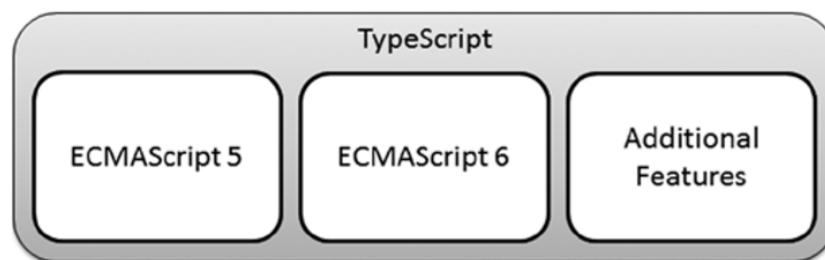 TypeScript
ECMAScript 5
ECMAScript 6
Additional
Features